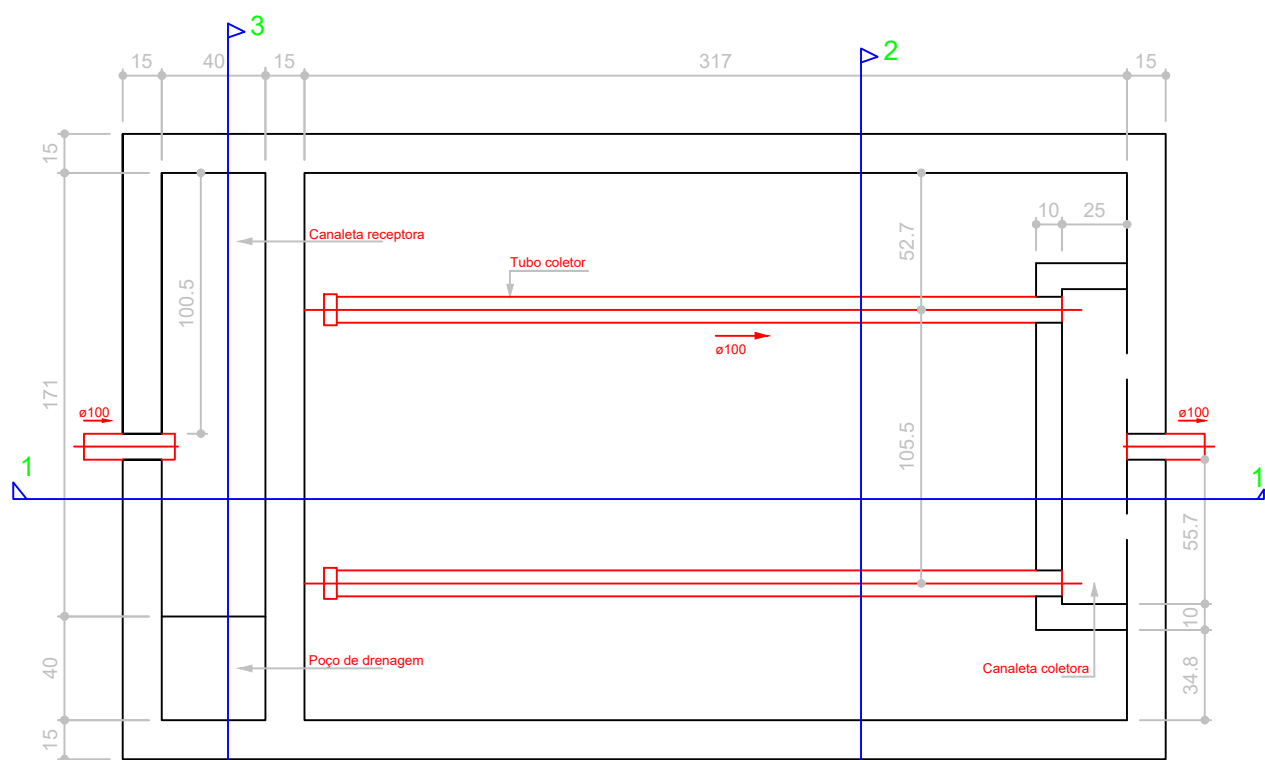 3
2
15 40 15 317 15
15
10 25
Canaleta receptora
52.7
Tubo coletor
100.5
ø100
171
ø100
ø100
105.5
1
1
55.7
10
Poço de drenagem
Canaleta coletora
40
34.8
15